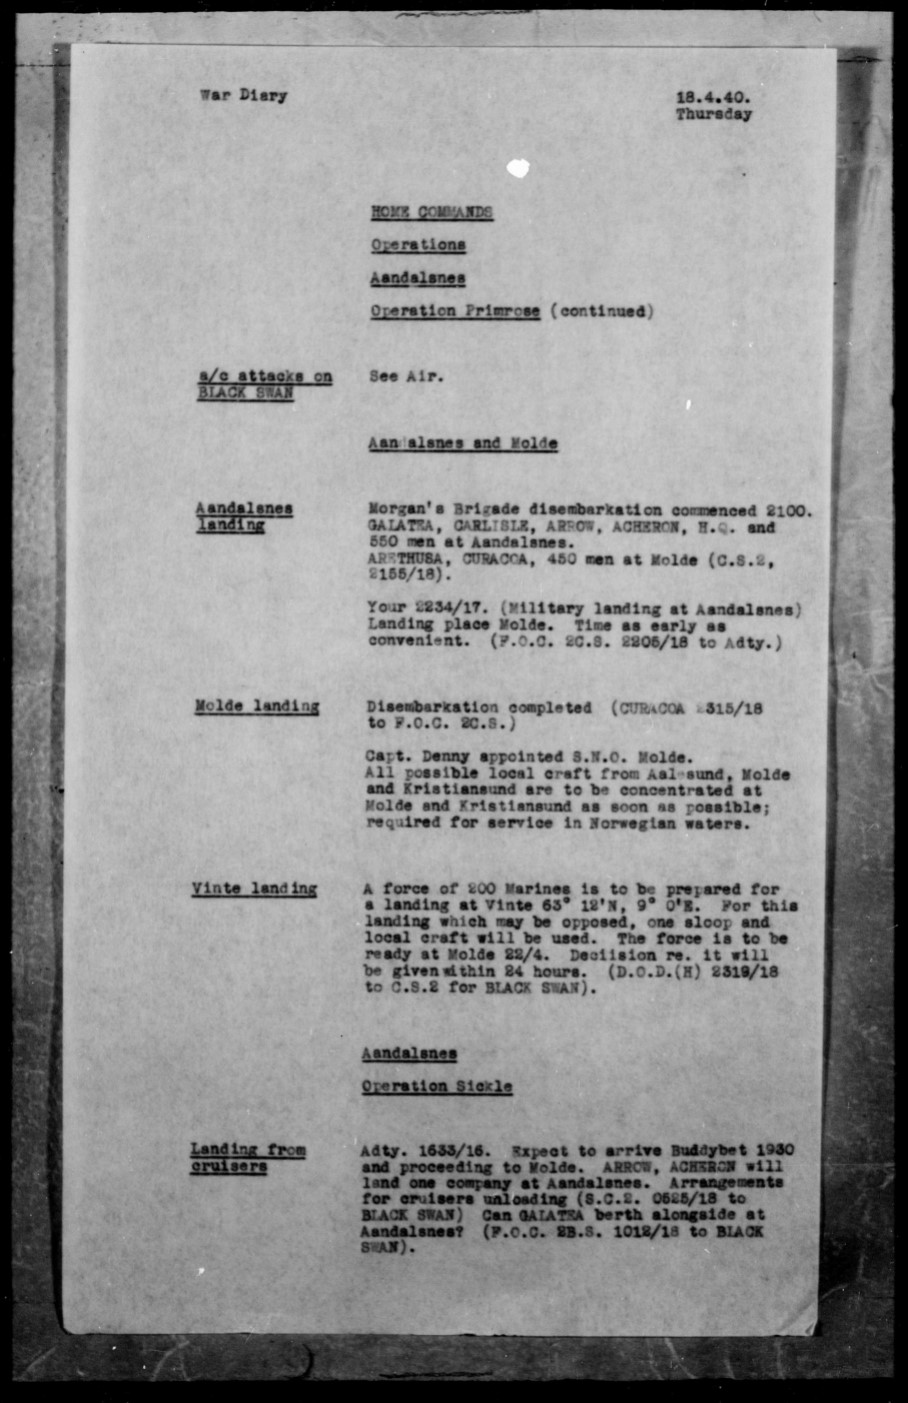 War Diary
18.4.40.
Thursday
HOME COMMANDS
Operations
Aandalsnes
Operation Primrose (continued)
a/c attacks on
BLACK SWAN
See Air.
Aandalsnes and Molde
Aandalsnes
landing
Morgan's Brigade disembarkation commenced 2100.
GALATEA, CARLISLE, ARROW, ACHERON, H.Q. and
550 men at Aandalsnes.
ARETHUSA, CURACOA, 450 men at Molde (C.S.2,
2155/18).
Your 2234/17. (Military landing at Aandalsnes)
Landing place Molde. Time as early as
convenient. (F.O.C. 2C.S. 2205/18 to Adty.)
Molde landing
Disembarkation completed (CURACOA 2315/18
to F.O.C. 2C.S.)
Capt. Denny appointed S.N.O. Molde.
All possible local craft from Aalesund, Molde
and Kristiansund are to be concentrated at
Molde and Kristiansund as soon as possible;
required for service in Norwegian waters.
Vinte landing
A force of 200 Marines is to be prepared for
a landing at Vinte 63° 12'N, 9° 0'E. For this
landing which may be opposed, one sloop and
local craft will be used. The force is to be
ready at Molde 22/4. Deciision re. it will
be given within 24 hours. (D.O.D.(H) 2319/18
to C.S.2 for BLACK SWAN).
Aandalsnes
Operation Sickle
Landing from
cruisers
Adty. 1633/16. Expect to arrive Buddybet 1930
and proceeding to Molde. ARROW, ACHERON will
land one company at Aandalsnes. Arrangements
for cruisers unloading (S.C.2. 0625/18 to
BLACK SWAN) Can GALATEA berth alongside at
Aandalsnes? (F.O.C. 2B.S. 1012/18 to BLACK
SWAN).